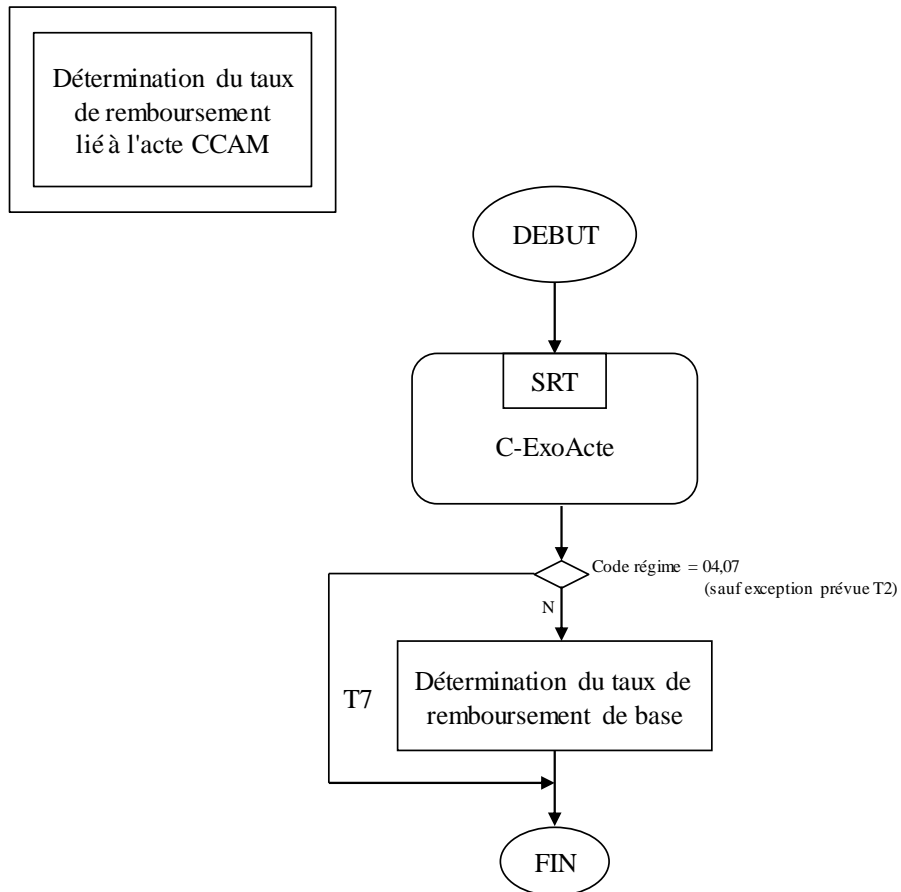 Détermination du taux
de remboursement
lié à l'acte CCAM
DEBUT
SRT
C-ExoActe
Code régime = 04,07
(sauf exception prévue T2)
N
T7
Détermination du taux de
remboursement de base
FIN